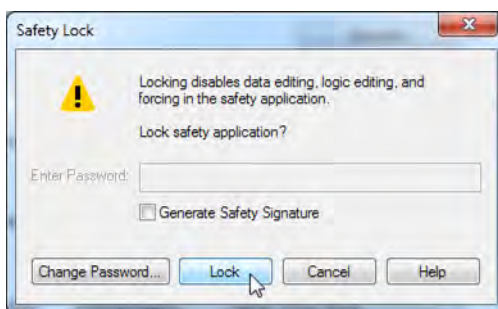 Safety Lock
Locking disables data editing, logic editing, and
forcing in the safety application.
Lock safety application?
Enter Password:
Generate Safety Signature
Change Password... Lock Cancel Help